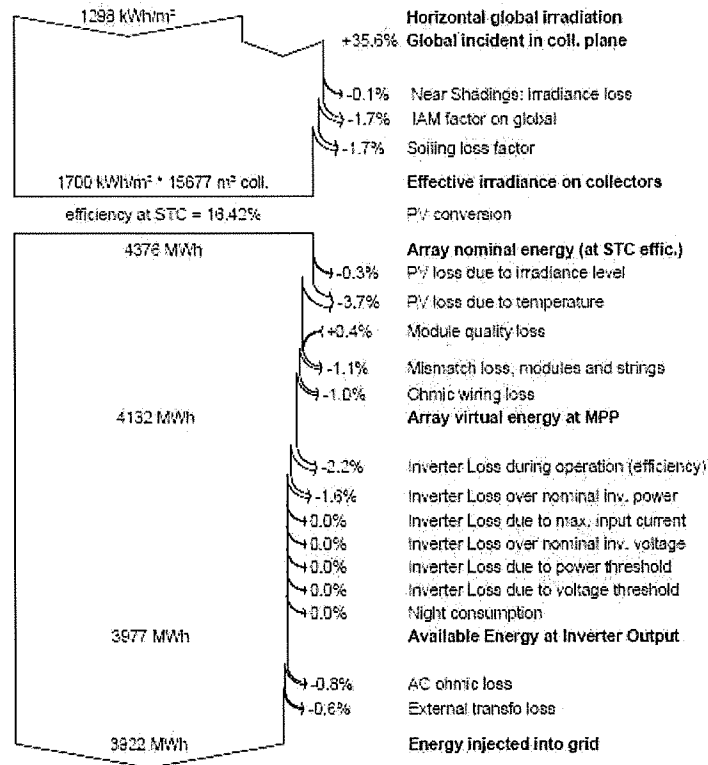 1298 kWh/m² Horizontal global irradiation
+35.6% Global incident in coll. plane
-0.1% Near Shadings: irradiance loss
-1.7% IAM factor on global
-1.7% Soiling loss factor
1700 kWh/m² * 15677 m² coll. Effective irradiance on collectors
efficiency at STC = 16.42% PV conversion
4376 MWh Array nominal energy (at STC effic.)
-0.3% PV loss due to irradiance level
-3.7% PV loss due to temperature
+0.4% Module quality loss
-1.1% Mismatch loss, modules and strings
-1.0% Ohmic wiring loss
4132 MWh Array virtual energy at MPP
-2.2% Inverter Loss during operation (efficiency)
-1.6% Inverter Loss over nominal inv. power
0.0% Inverter Loss due to max. input current
0.0% Inverter Loss over nominal inv. voltage
0.0% Inverter Loss due to power threshold
0.0% Inverter Loss due to voltage threshold
0.0% Night consumption
3977 MWh Available Energy at Inverter Output
-0.8% AC ohmic loss
-0.6% External transfo loss
3922 MWh Energy injected into grid